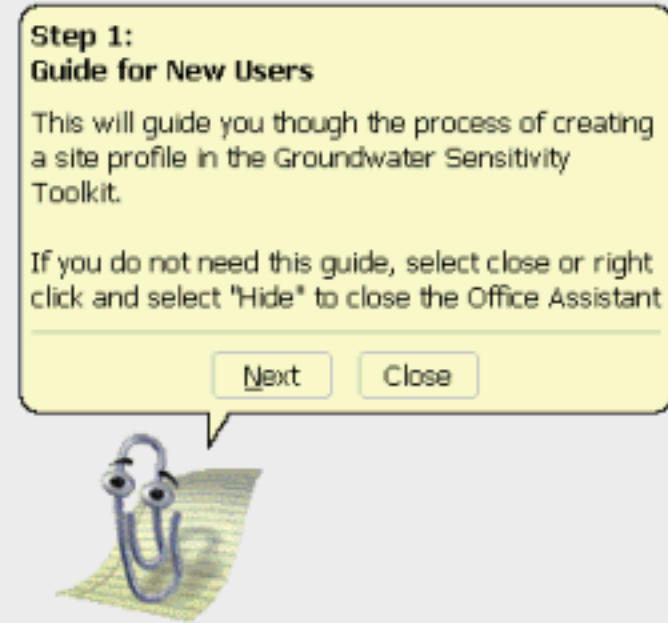 Step 1:
Guide for New Users
This will guide you though the process of creating
a site profile in the Groundwater Sensitivity
Toolkit.
If you do not need this guide, select close or right
click and select "Hide" to close the Office Assistant
Next
Close